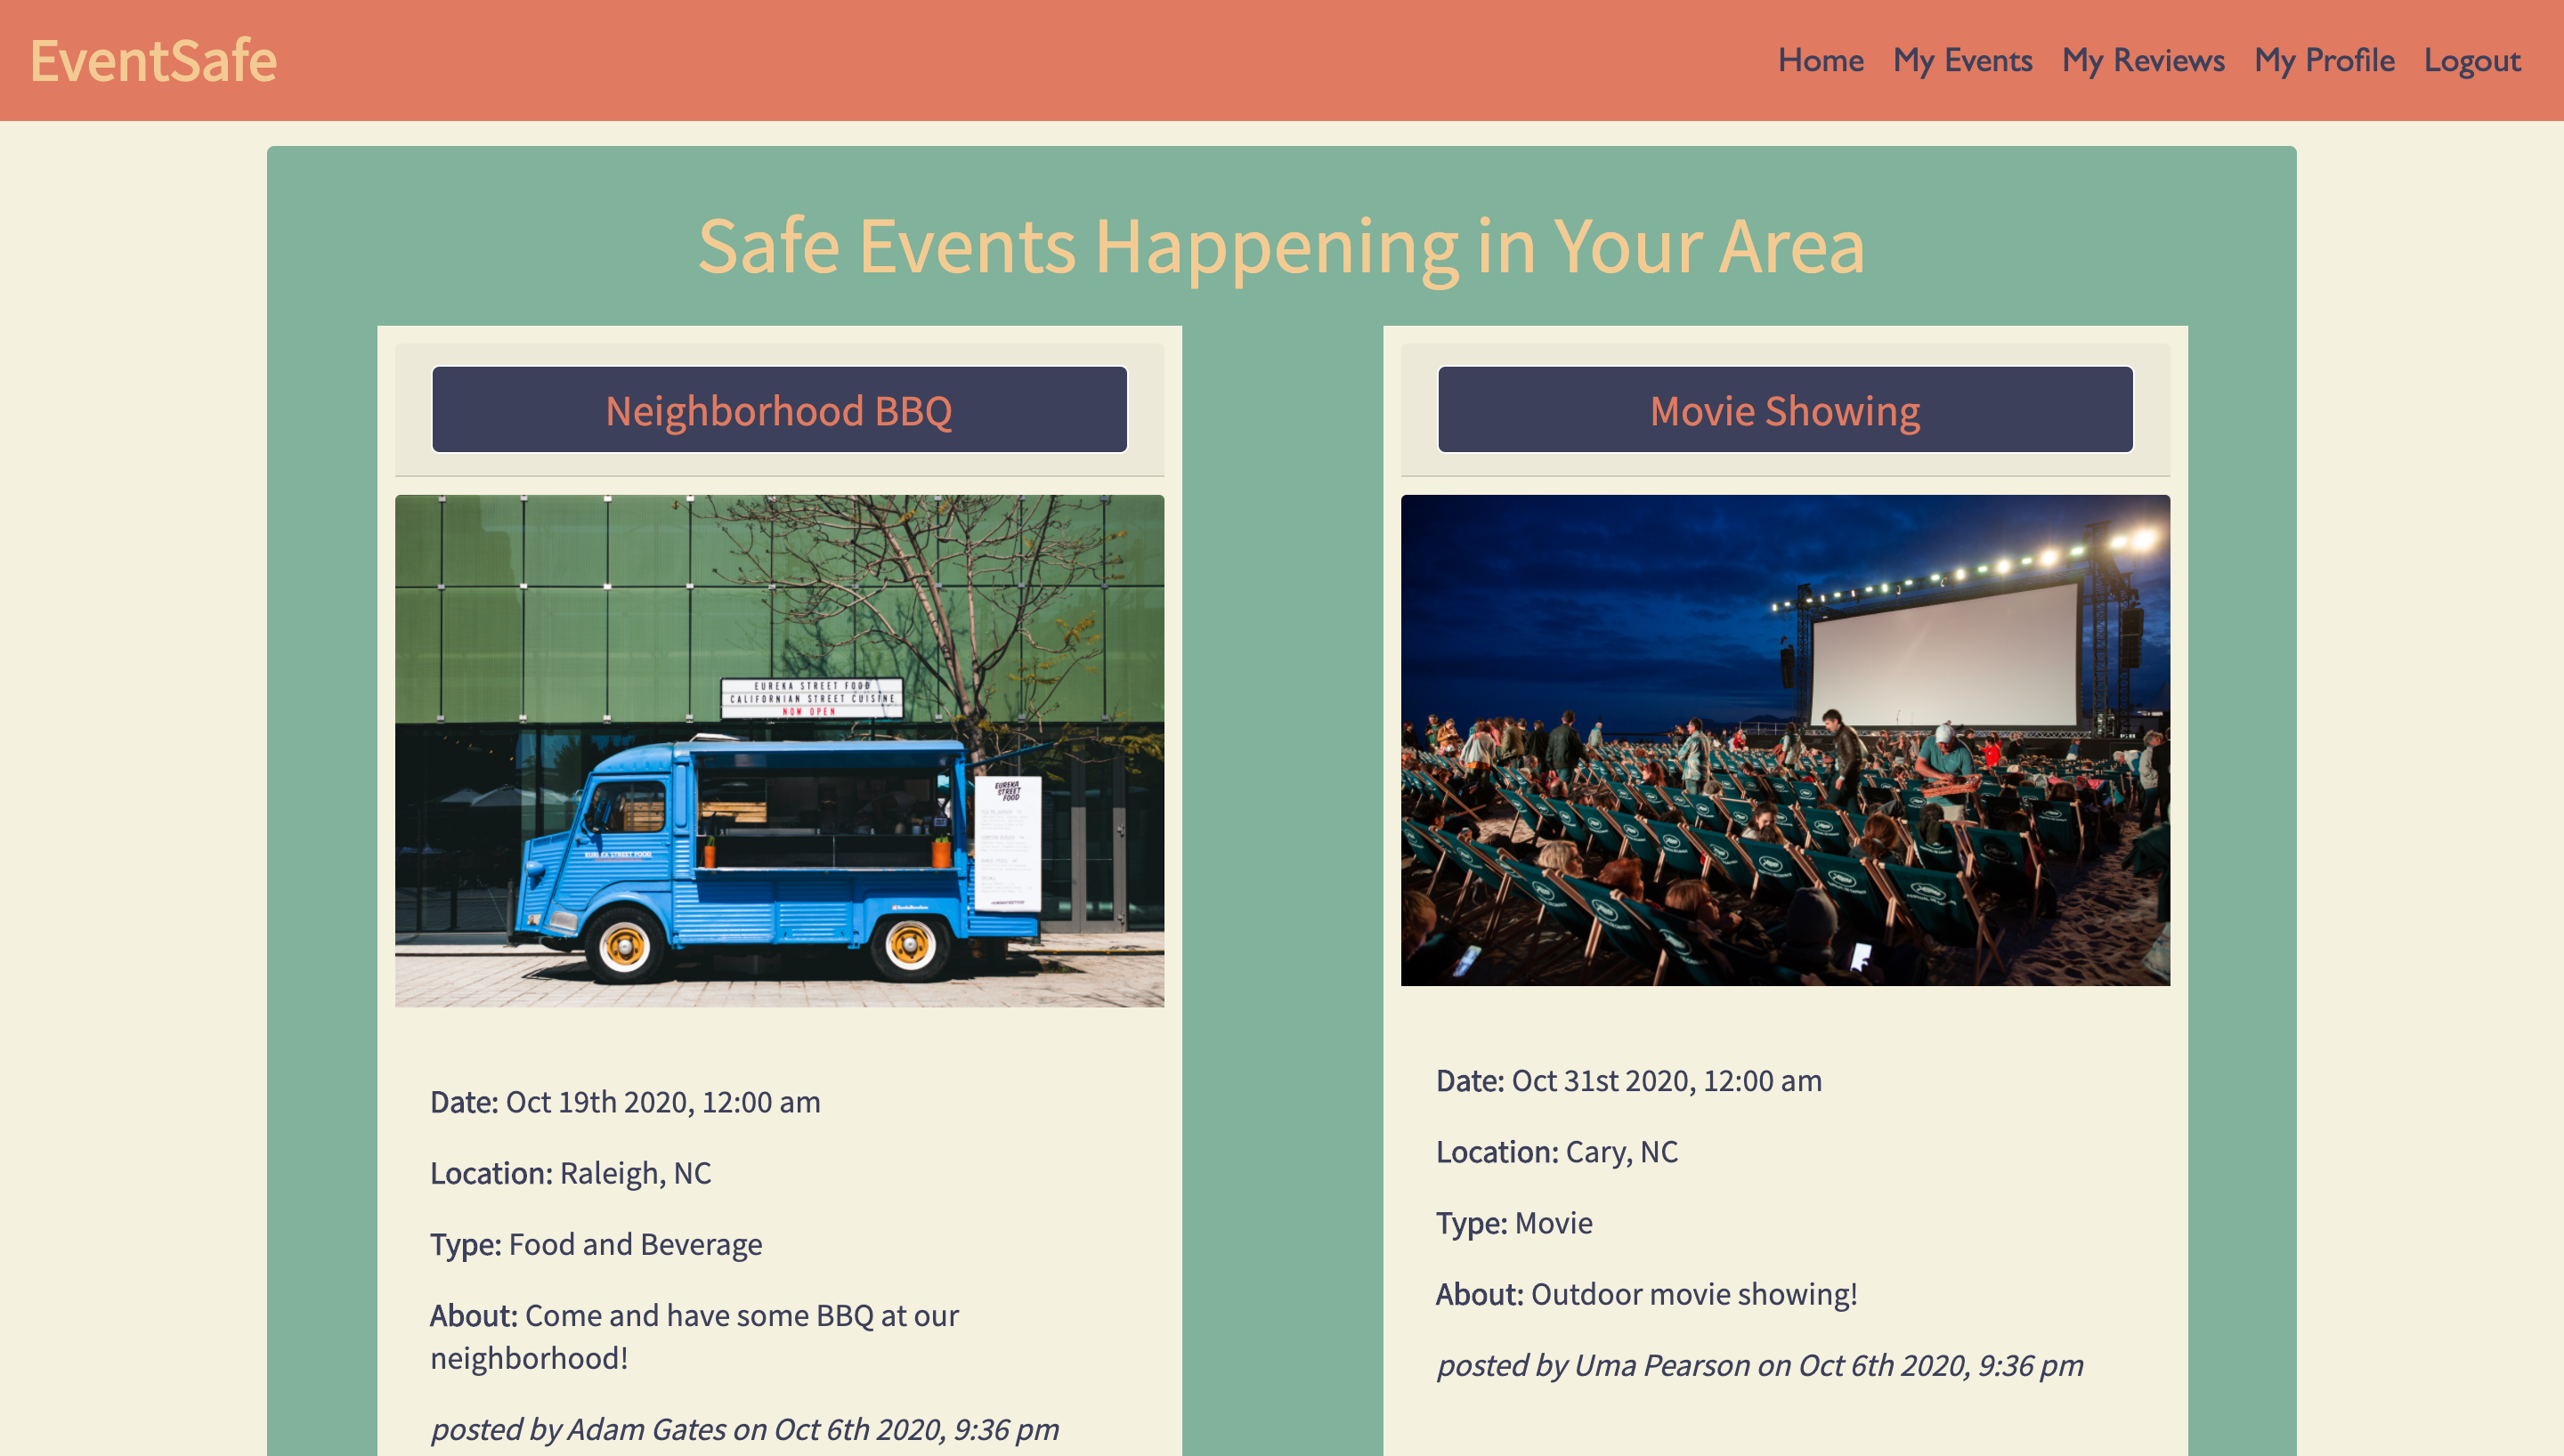 EventSafe
Home My Events My Reviews My Profile Logout
Safe Events Happening in Your Area
Neighborhood BBQ
EUREKA STREET FOOD
CALIFORNIAN STREET CUISINE
NOW OPEN
EUREKA
STREET
FOOD
EUREKA STREET FOOD
Date: Oct 19th 2020, 12:00 am
Location: Raleigh, NC
Type: Food and Beverage
About: Come and have some BBQ at our
neighborhood!
posted by Adam Gates on Oct 6th 2020, 9:36 pm
Movie Showing
Date: Oct 31st 2020, 12:00 am
Location: Cary, NC
Type: Movie
About: Outdoor movie showing!
posted by Uma Pearson on Oct 6th 2020, 9:36 pm